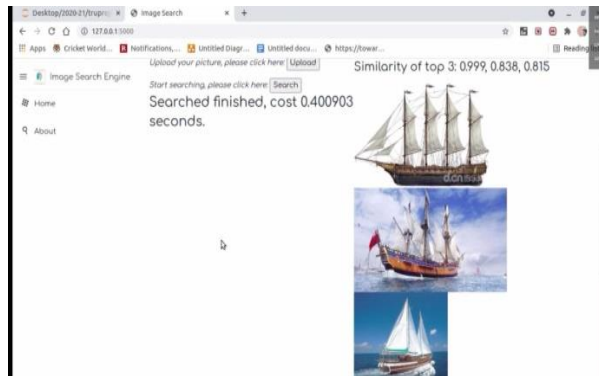 Desktop/2020-21/trupro
Image Search
127.0.0.1:5000
Apps
Cricket World...
Notifications,...
Untitled Diagr...
Untitled docu...
https://towar...
Reading
Image Search Engine
Home
About
Upload your picture, please click here: Upload
Start searching, please click here: Search
Searched finished, cost 0.400903
seconds.
Similarity of top 3: 0.999, 0.838, 0.815